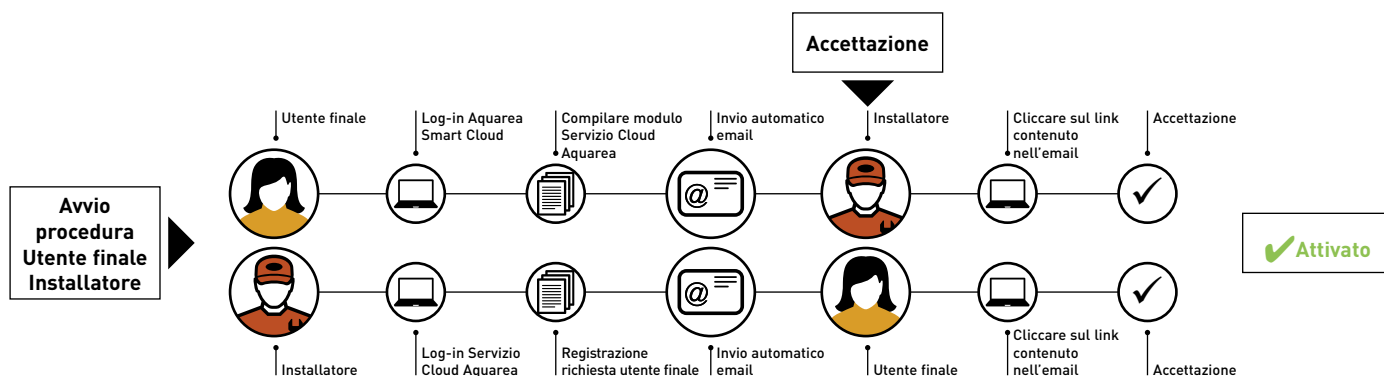 Accettazione
Utente finale
Log-in Aquarea
Smart Cloud
Compilare modulo
Servizio Cloud
Aquarea
Invio automatico
email
Installatore
Cliccare sul link
contenuto
nell'email
Accettazione
Avvio
procedura
Utente finale
Installatore
@
@
Attivato
Installatore
Log-in Servizio
Cloud Aquarea
Registrazione
richiesta utente finale
Invio automatico
email
Utente finale
Cliccare sul link
contenuto
nell'email
Accettazione